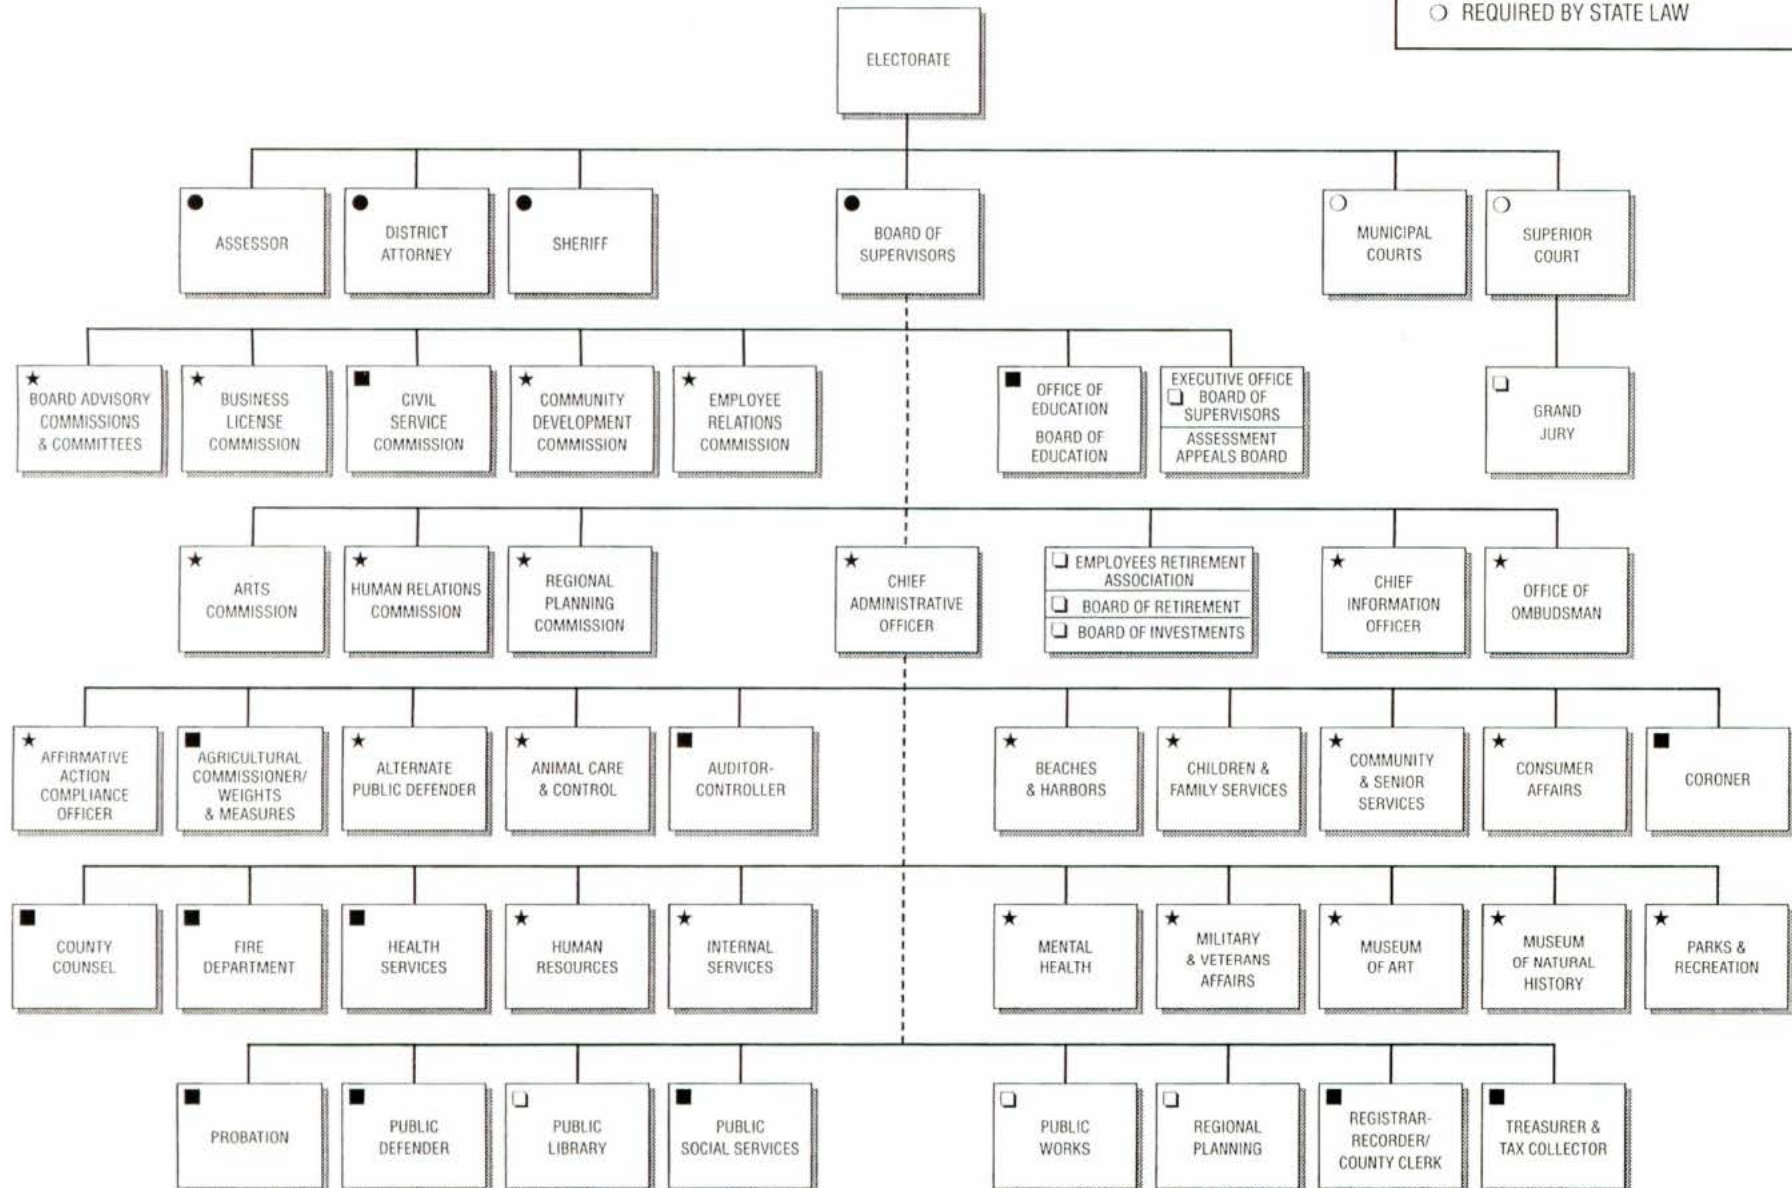 ○ REQUIRED BY STATE LAW
ELECTORATE
ASSESSOR
DISTRICT
ATTORNEY
SHERIFF
BOARD OF
SUPERVISORS
MUNICIPAL
COURTS
SUPERIOR
COURT
BOARD ADVISORY
COMMISSIONS
& COMMITTEES
BUSINESS
LICENSE
COMMISSION
CIVIL
SERVICE
COMMISSION
COMMUNITY
DEVELOPMENT
COMMISSION
EMPLOYEE
RELATIONS
COMMISSION
OFFICE OF
EDUCATION
BOARD OF
EDUCATION
EXECUTIVE OFFICE
BOARD OF
SUPERVISORS
ASSESSMENT
APPEALS BOARD
GRAND
JURY
ARTS
COMMISSION
HUMAN RELATIONS
COMMISSION
REGIONAL
PLANNING
COMMISSION
CHIEF
ADMINISTRATIVE
OFFICER
EMPLOYEES RETIREMENT
ASSOCIATION
BOARD OF RETIREMENT
BOARD OF INVESTMENTS
CHIEF
INFORMATION
OFFICER
OFFICE OF
OMBUDSMAN
AFFIRMATIVE
ACTION
COMPLIANCE
OFFICER
AGRICULTURAL
COMMISSIONER/
WEIGHTS
& MEASURES
ALTERNATE
PUBLIC DEFENDER
ANIMAL CARE
& CONTROL
AUDITOR-
CONTROLLER
BEACHES
& HARBORS
CHILDREN &
FAMILY SERVICES
COMMUNITY
& SENIOR
SERVICES
CONSUMER
AFFAIRS
CORONER
COUNTY
COUNSEL
FIRE
DEPARTMENT
HEALTH
SERVICES
HUMAN
RESOURCES
INTERNAL
SERVICES
MENTAL
HEALTH
MILITARY
& VETERANS
AFFAIRS
MUSEUM
OF ART
MUSEUM
OF NATURAL
HISTORY
PARKS &
RECREATION
PROBATION
PUBLIC
DEFENDER
PUBLIC
LIBRARY
PUBLIC
SOCIAL SERVICES
PUBLIC
WORKS
REGIONAL
PLANNING
REGISTRAR-
RECORDER/
COUNTY CLERK
TREASURER &
TAX COLLECTOR